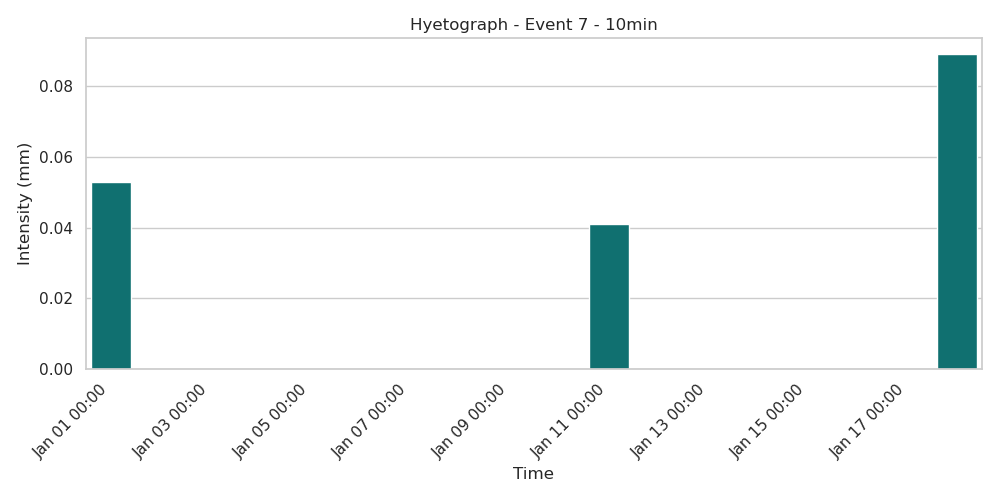 Hyetograph - Event 7 - 10min
Intensity (mm)
0.08
0.06
0.04
0.02
0.00
Jan 01 00:00
Jan 03 00:00
Jan 05 00:00
Jan 07 00:00
Jan 09 00:00
Jan 11 00:00
Jan 13 00:00
Jan 15 00:00
Jan 17 00:00
Time